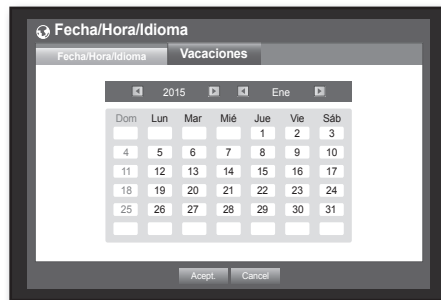 Fecha/Hora/Idioma
Fecha/Hora/Idioma Vacaciones
2015 Ene
Dom Lun Mar Mié Jue Vie Sáb
1 2 3
4 5 6 7 8 9 10
11 12 13 14 15 16 17
18 19 20 21 22 23 24
25 26 27 28 29 30 31
Acept. Cancel